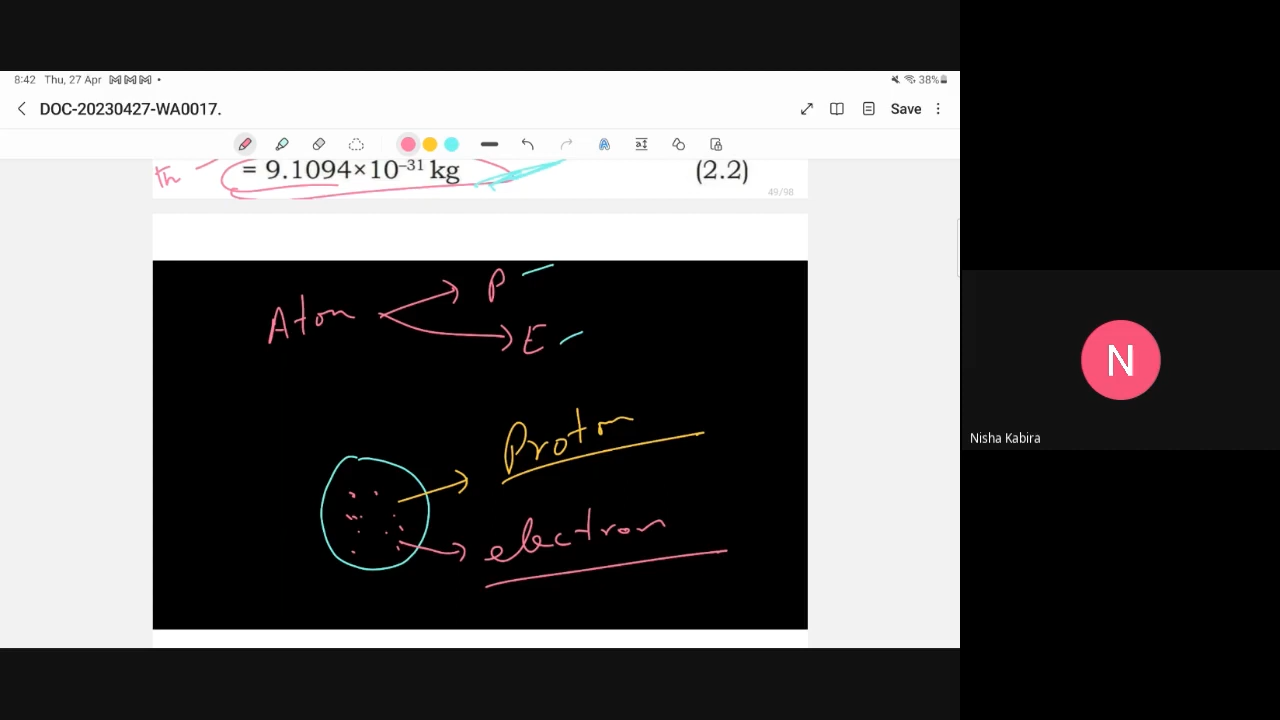 8:42 Thu, 27 Apr
38%
DOC-20230427-WA0017.
Save
= 9.1094×10⁻³¹ kg (2.2)
49/98
Atom
P
E
Proton
electron
N
Nisha Kabira